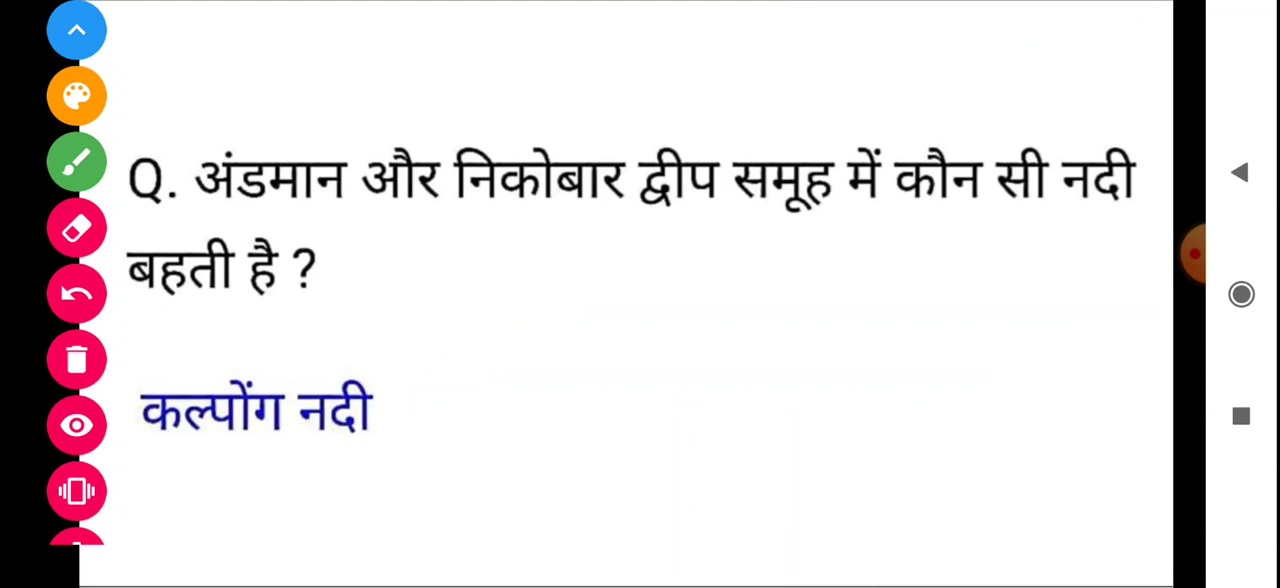 Q. अंडमान और निकोबार द्वीप समूह में कौन सी नदी
बहती है ?
कल्पोंग नदी